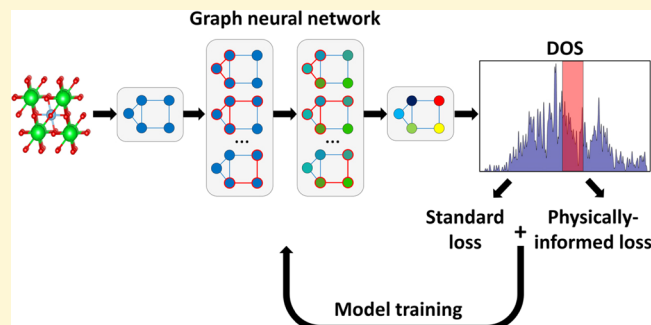 Graph neural network
...
...
DOS
Standard
loss
+
Physically-
informed loss
Model training